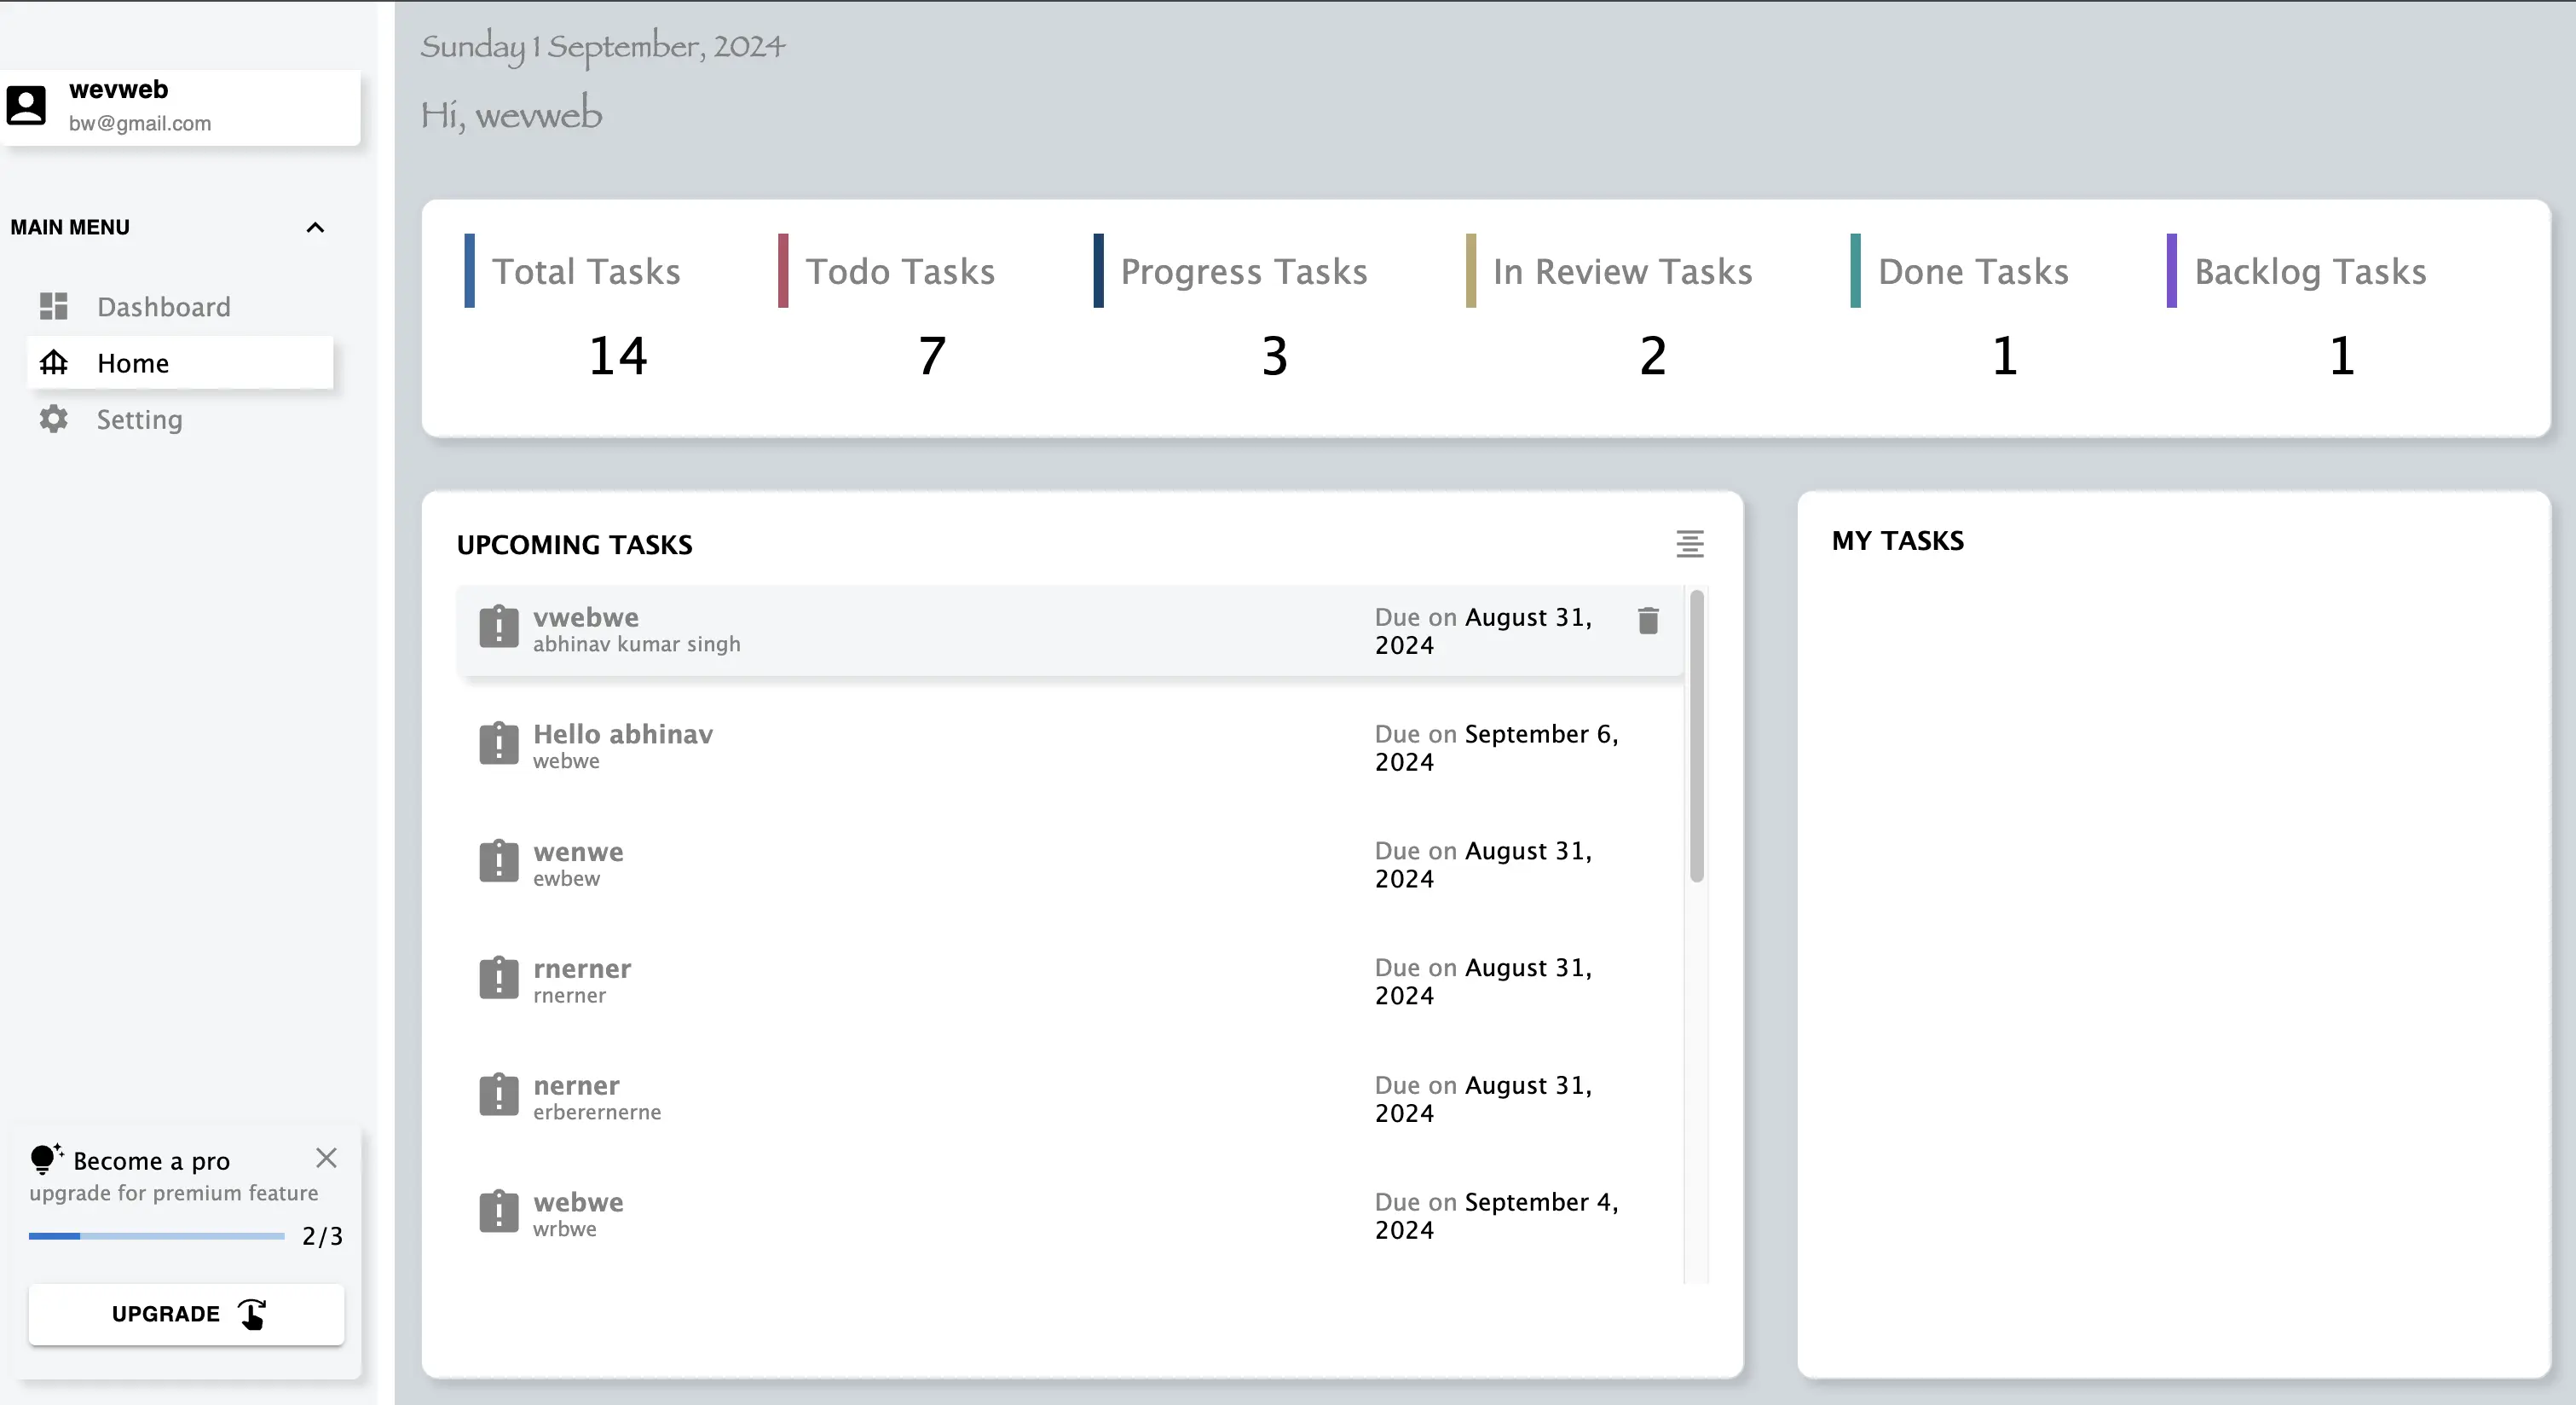 wevweb
bw@gmail.com
MAIN MENU
Dashboard
Home
Setting
Become a pro
upgrade for premium feature
2/3
UPGRADE
Sunday 1 September, 2024
Hi, wevweb
Total Tasks
14
Todo Tasks
7
Progress Tasks
3
In Review Tasks
2
Done Tasks
1
Backlog Tasks
1
UPCOMING TASKS
vwebwe
abhinav kumar singh
Due on August 31,
2024
Hello abhinav
webwe
Due on September 6,
2024
wenwe
ewbew
Due on August 31,
2024
rnerner
rnerner
Due on August 31,
2024
nerner
erberernerne
Due on August 31,
2024
webwe
wrbwe
Due on September 4,
2024
MY TASKS